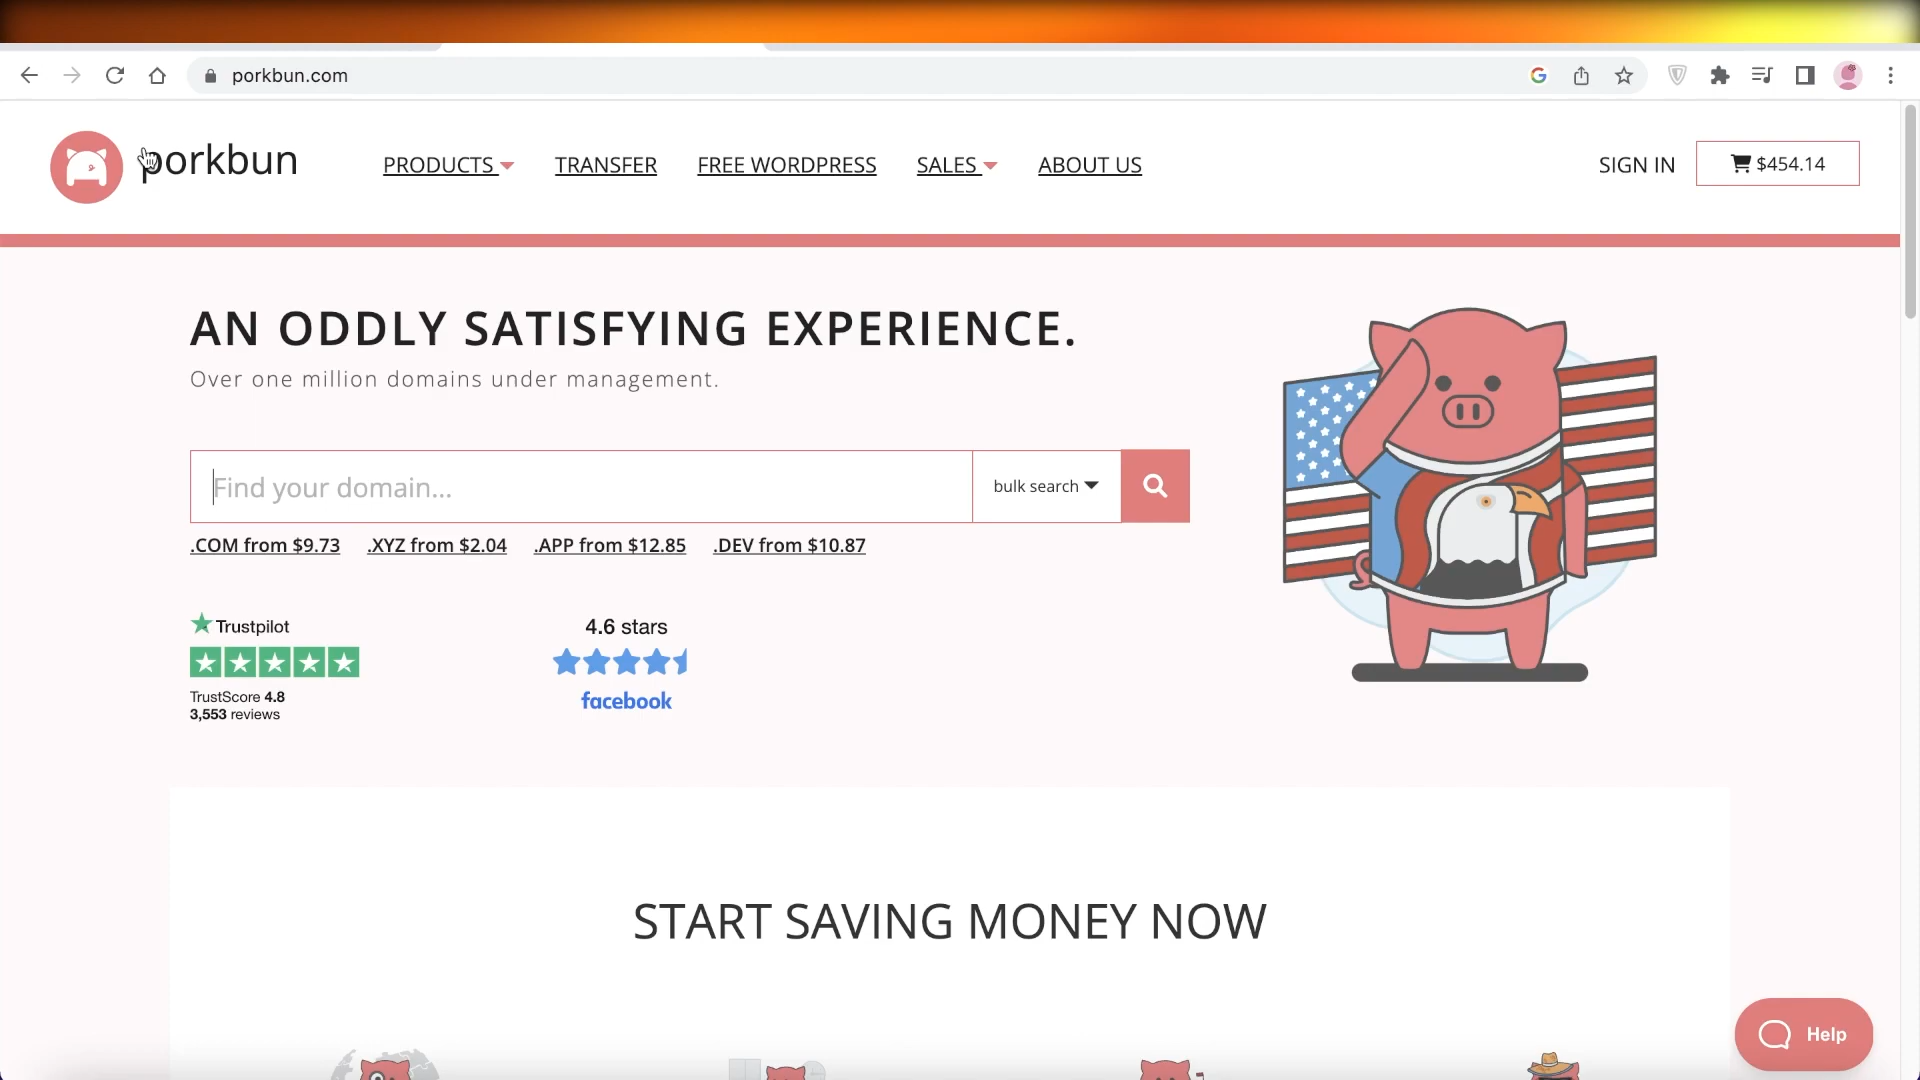 porkbun.com
porkbun
PRODUCTS
TRANSFER
FREE WORDPRESS
SALES
ABOUT US
SIGN IN
$454.14
AN ODDLY SATISFYING EXPERIENCE.
Over one million domains under management.
Find your domain...
bulk search
.COM from $9.73
.XYZ from $2.04
.APP from $12.85
.DEV from $10.87
Trustpilot
TrustScore 4.8
3,553 reviews
4.6 stars
facebook
START SAVING MONEY NOW
Help